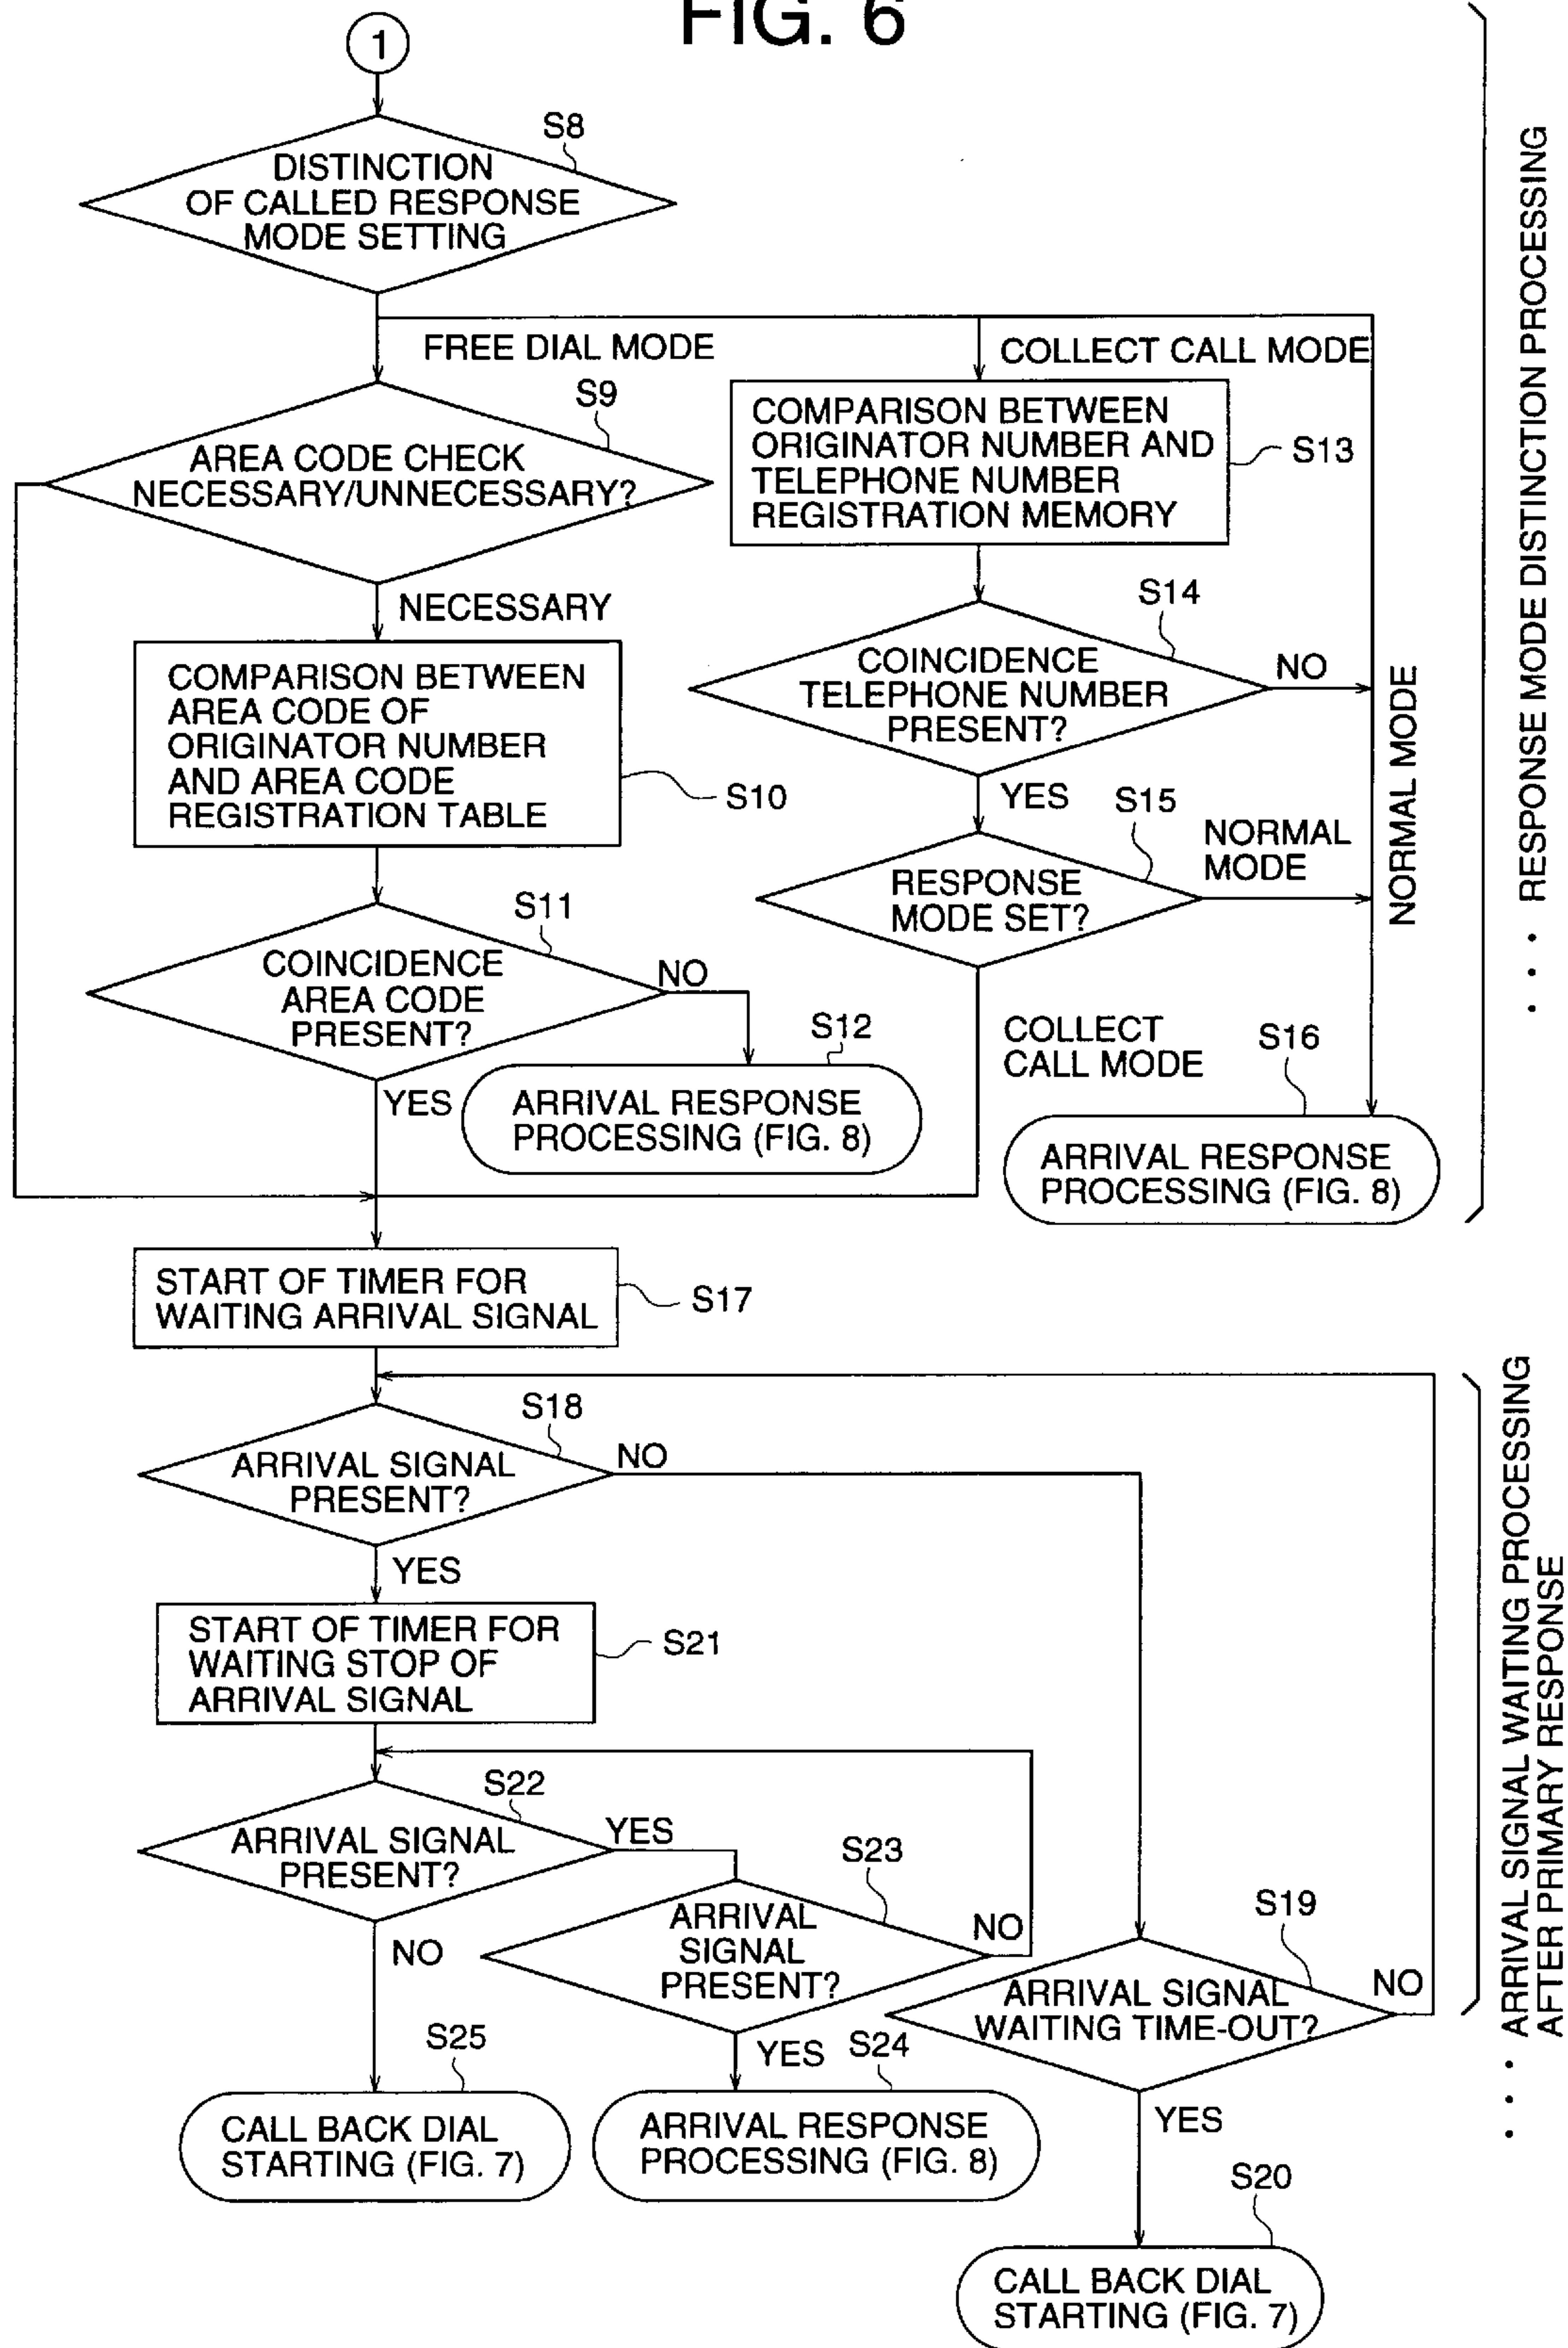 FIG. 6
1
S8
DISTINCTION
OF CALLED RESPONSE
MODE SETTING
FREE DIAL MODE
COLLECT CALL MODE
S9
AREA CODE CHECK
NECESSARY/UNNECESSARY?
COMPARISON BETWEEN
ORIGINATOR NUMBER AND
TELEPHONE NUMBER
REGISTRATION MEMORY
S13
NECESSARY
S14
COINCIDENCE
TELEPHONE NUMBER
PRESENT?
NO
COMPARISON BETWEEN
AREA CODE OF
ORIGINATOR NUMBER
AND AREA CODE
REGISTRATION TABLE
S10
YES
S15
NORMAL
MODE
NORMAL MODE
RESPONSE
MODE SET?
S11
COINCIDENCE
AREA CODE
PRESENT?
NO
S12
COLLECT
CALL MODE
S16
YES
ARRIVAL RESPONSE
PROCESSING (FIG. 8)
ARRIVAL RESPONSE
PROCESSING (FIG. 8)
... RESPONSE MODE DISTINCTION PROCESSING
START OF TIMER FOR
WAITING ARRIVAL SIGNAL
S17
S18
ARRIVAL SIGNAL
PRESENT?
NO
YES
START OF TIMER FOR
WAITING STOP OF
ARRIVAL SIGNAL
S21
S22
ARRIVAL SIGNAL
PRESENT?
YES
S23
ARRIVAL
SIGNAL
PRESENT?
NO
NO
S19
ARRIVAL SIGNAL
WAITING TIME-OUT?
NO
S25
YES
S24
YES
CALL BACK DIAL
STARTING (FIG. 7)
ARRIVAL RESPONSE
PROCESSING (FIG. 8)
S20
CALL BACK DIAL
STARTING (FIG. 7)
... ARRIVAL SIGNAL WAITING PROCESSING
AFTER PRIMARY RESPONSE